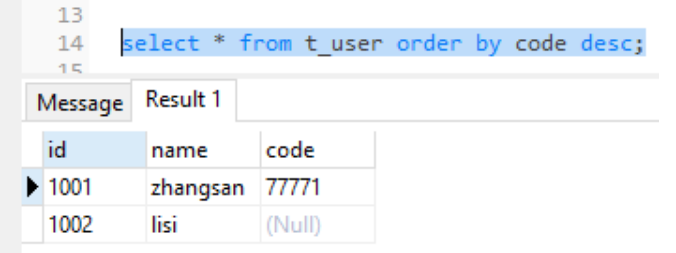 13
14 select * from t_user order by code desc;
15
Message Result 1
id name code
1001 zhangsan 77771
1002 lisi (Null)